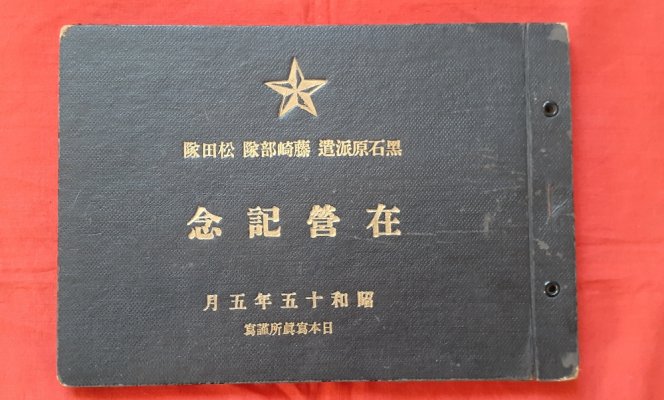 黑石原派遣 藤崎部隊 松田隊
在營記念
昭和十五年五月
日本寫眞所謹寫